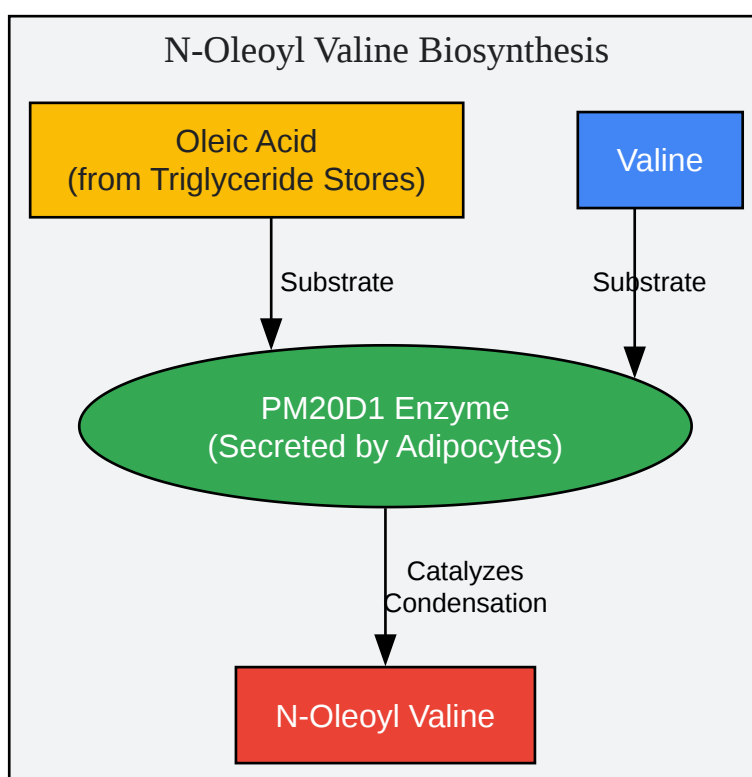 N-Oleoyl Valine Biosynthesis
Oleic Acid
(from Triglyceride Stores)
Valine
Substrate
Substrate
PM20D1 Enzyme
(Secreted by Adipocytes)
Catalyzes
Condensation
N-Oleoyl Valine